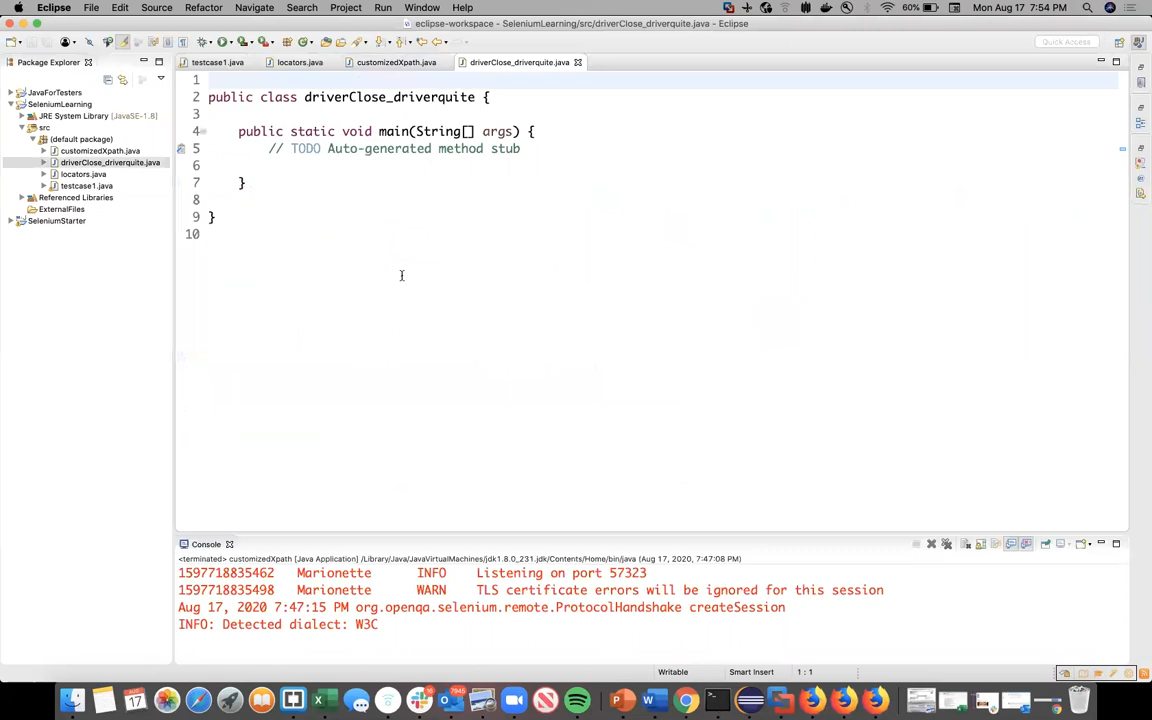 Eclipse File Edit Source Refactor Navigate Search Project Run Window Help
60% Mon Aug 17 7:54 PM
eclipse-workspace - SeleniumLearning/src/driverClose_driverquite.java - Eclipse
Quick Access
Package Explorer
testcase1.java locators.java customizedXpath.java driverClose_driverquite.java
JavaForTesters
SeleniumLearning
JRE System Library [JavaSE-1.8]
src
(default package)
customizedXpath.java
driverClose_driverquite.java
locators.java
testcase1.java
Referenced Libraries
ExternalFiles
SeleniumStarter
1
2 public class driverClose_driverquite {
3
4 public static void main(String[] args) {
5 // TODO Auto-generated method stub
6
7 }
8
9 }
10
Console
<terminated> customizedXpath [Java Application] /Library/Java/JavaVirtualMachines/jdk1.8.0_231.jdk/Contents/Home/bin/java (Aug 17, 2020, 7:47:08 PM)
1597718835462 Marionette INFO Listening on port 57323
1597718835498 Marionette WARN TLS certificate errors will be ignored for this session
Aug 17, 2020 7:47:15 PM org.openqa.selenium.remote.ProtocolHandshake createSession
INFO: Detected dialect: W3C
Writable Smart Insert 1 : 1
17